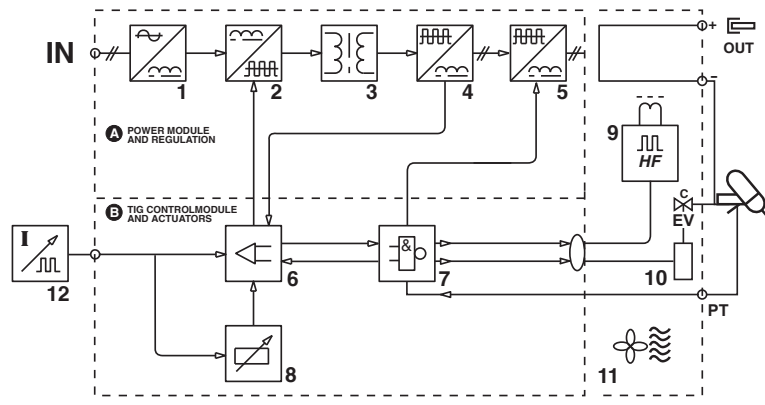 IN
1
2
3
4
5
+
OUT
-
A POWER MODULE
AND REGULATION
9
HF
B TIG CONTROLMODULE
AND ACTUATORS
C
EV
I
12
6
&
7
10
PT
8
11